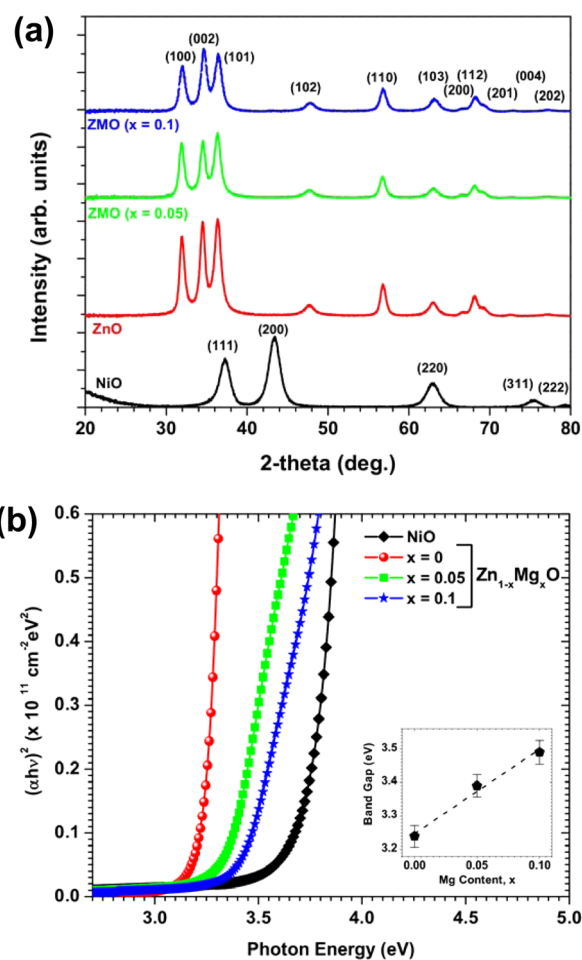 (a)
(002)
(100)
(101)
(102)
(110)
(103)
(112)
(004)
(200)
(201)
(202)
ZMO (x = 0.1)
ZMO (x = 0.05)
ZnO
(111)
(200)
(220)
(311)
(222)
NiO
20 30 40 50 60 70 80
2-theta (deg.)
Intensity (arb. units)
(b)
0.6
0.5
0.4
0.3
0.2
0.1
0.0
(αhν)² (x 10¹¹ cm⁻²eV²)
NiO
x = 0
x = 0.05
x = 0.1
Zn₁₋ₓMgₓO
3.5
3.4
3.3
3.2
Band Gap (eV)
0.00 0.05 0.10
Mg Content, x
3.0 3.5 4.0 4.5 5.0
Photon Energy (eV)